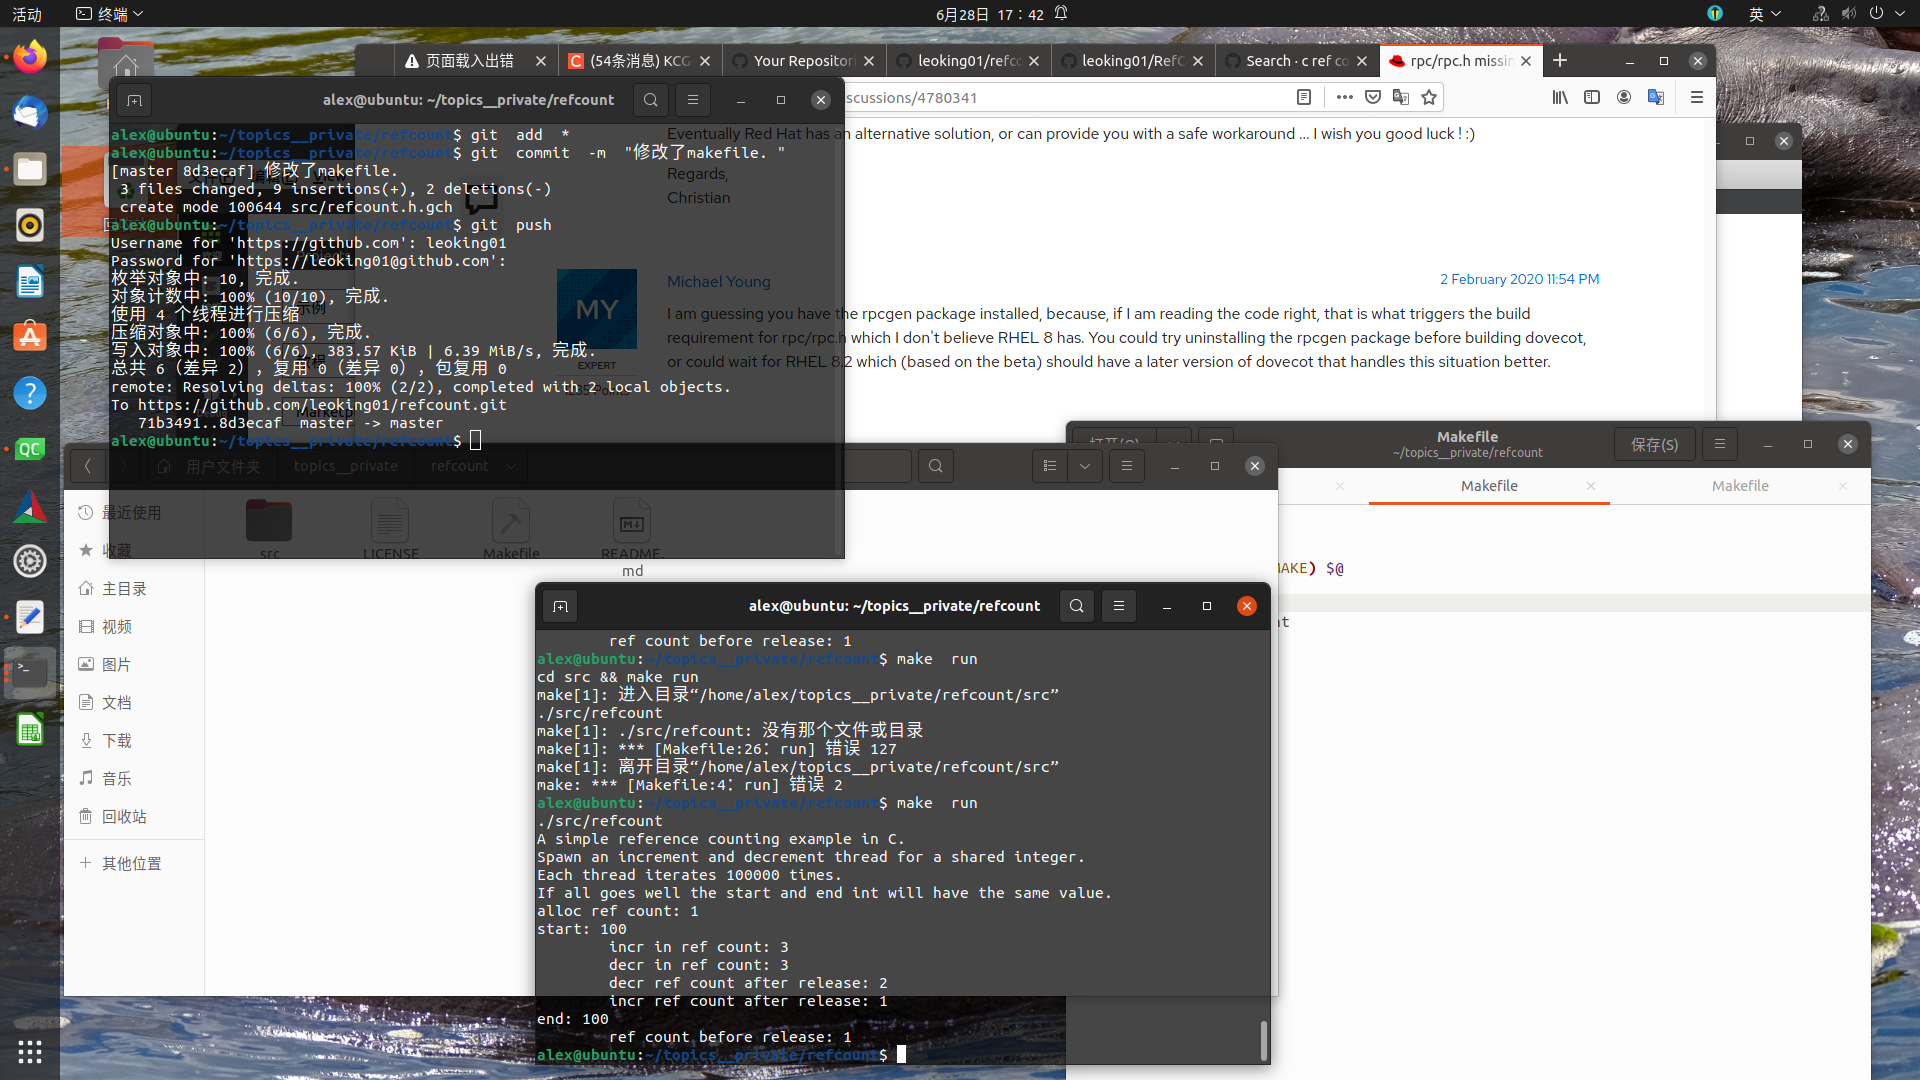 活动
终端
6月28日 17：42
英
页面载入出错
(54条消息) KCG
Your Repositori
leoking01/refco
leoking01/RefC
Search · c ref co
rpc/rpc.h missin
scussions/4780341
alex@ubuntu: ~/topics__private/refcount
alex@ubuntu:~/topics__private/refcount$ git  add  *
alex@ubuntu:~/topics__private/refcount$ git  commit  -m  "修改了makefile. "
[master 8d3ecaf] 修改了makefile.
 3 files changed, 9 insertions(+), 2 deletions(-)
 create mode 100644 src/refcount.h.gch
alex@ubuntu:~/topics__private/refcount$ git  push
Username for 'https://github.com': leoking01
Password for 'https://leoking01@github.com':
枚举对象中: 10, 完成.
对象计数中: 100% (10/10), 完成.
使用 4 个线程进行压缩
压缩对象中: 100% (6/6), 完成.
写入对象中: 100% (6/6), 383.57 KiB | 6.39 MiB/s, 完成.
总共 6（差异 2），复用 0（差异 0），包复用 0
remote: Resolving deltas: 100% (2/2), completed with 2 local objects.
To https://github.com/leoking01/refcount.git
   71b3491..8d3ecaf  master -> master
alex@ubuntu:~/topics__private/refcount$
Eventually Red Hat has an alternative solution, or can provide you with a safe workaround ... I wish you good luck ! :)
Regards,
Christian
MY
EXPERT
Michael Young
2 February 2020 11:54 PM
I am guessing you have the rpcgen package installed, because, if I am reading the code right, that is what triggers the build
requirement for rpc/rpc.h which I don't believe RHEL 8 has. You could try uninstalling the rpcgen package before building dovecot,
or could wait for RHEL 8.2 which (based on the beta) should have a later version of dovecot that handles this situation better.
打开(O)
Makefile
~/topics__private/refcount
保存(S)
Makefile
Makefile
MAKE) $@
用户文件夹
topics__private
refcount
最近使用
收藏
主目录
视频
图片
文档
下载
音乐
回收站
其他位置
src
LICENSE
Makefile
README.
md
alex@ubuntu: ~/topics__private/refcount
        ref count before release: 1
alex@ubuntu:~/topics__private/refcount$ make  run
cd src && make run
make[1]: 进入目录“/home/alex/topics__private/refcount/src”
./src/refcount
make[1]: ./src/refcount: 没有那个文件或目录
make[1]: *** [Makefile:26：run] 错误 127
make[1]: 离开目录“/home/alex/topics__private/refcount/src”
make: *** [Makefile:4：run] 错误 2
alex@ubuntu:~/topics__private/refcount$ make  run
./src/refcount
A simple reference counting example in C.
Spawn an increment and decrement thread for a shared integer.
Each thread iterates 100000 times.
If all goes well the start and end int will have the same value.
alloc ref count: 1
start: 100
        incr in ref count: 3
        decr in ref count: 3
        decr ref count after release: 2
        incr ref count after release: 1
end: 100
        ref count before release: 1
alex@ubuntu:~/topics__private/refcount$